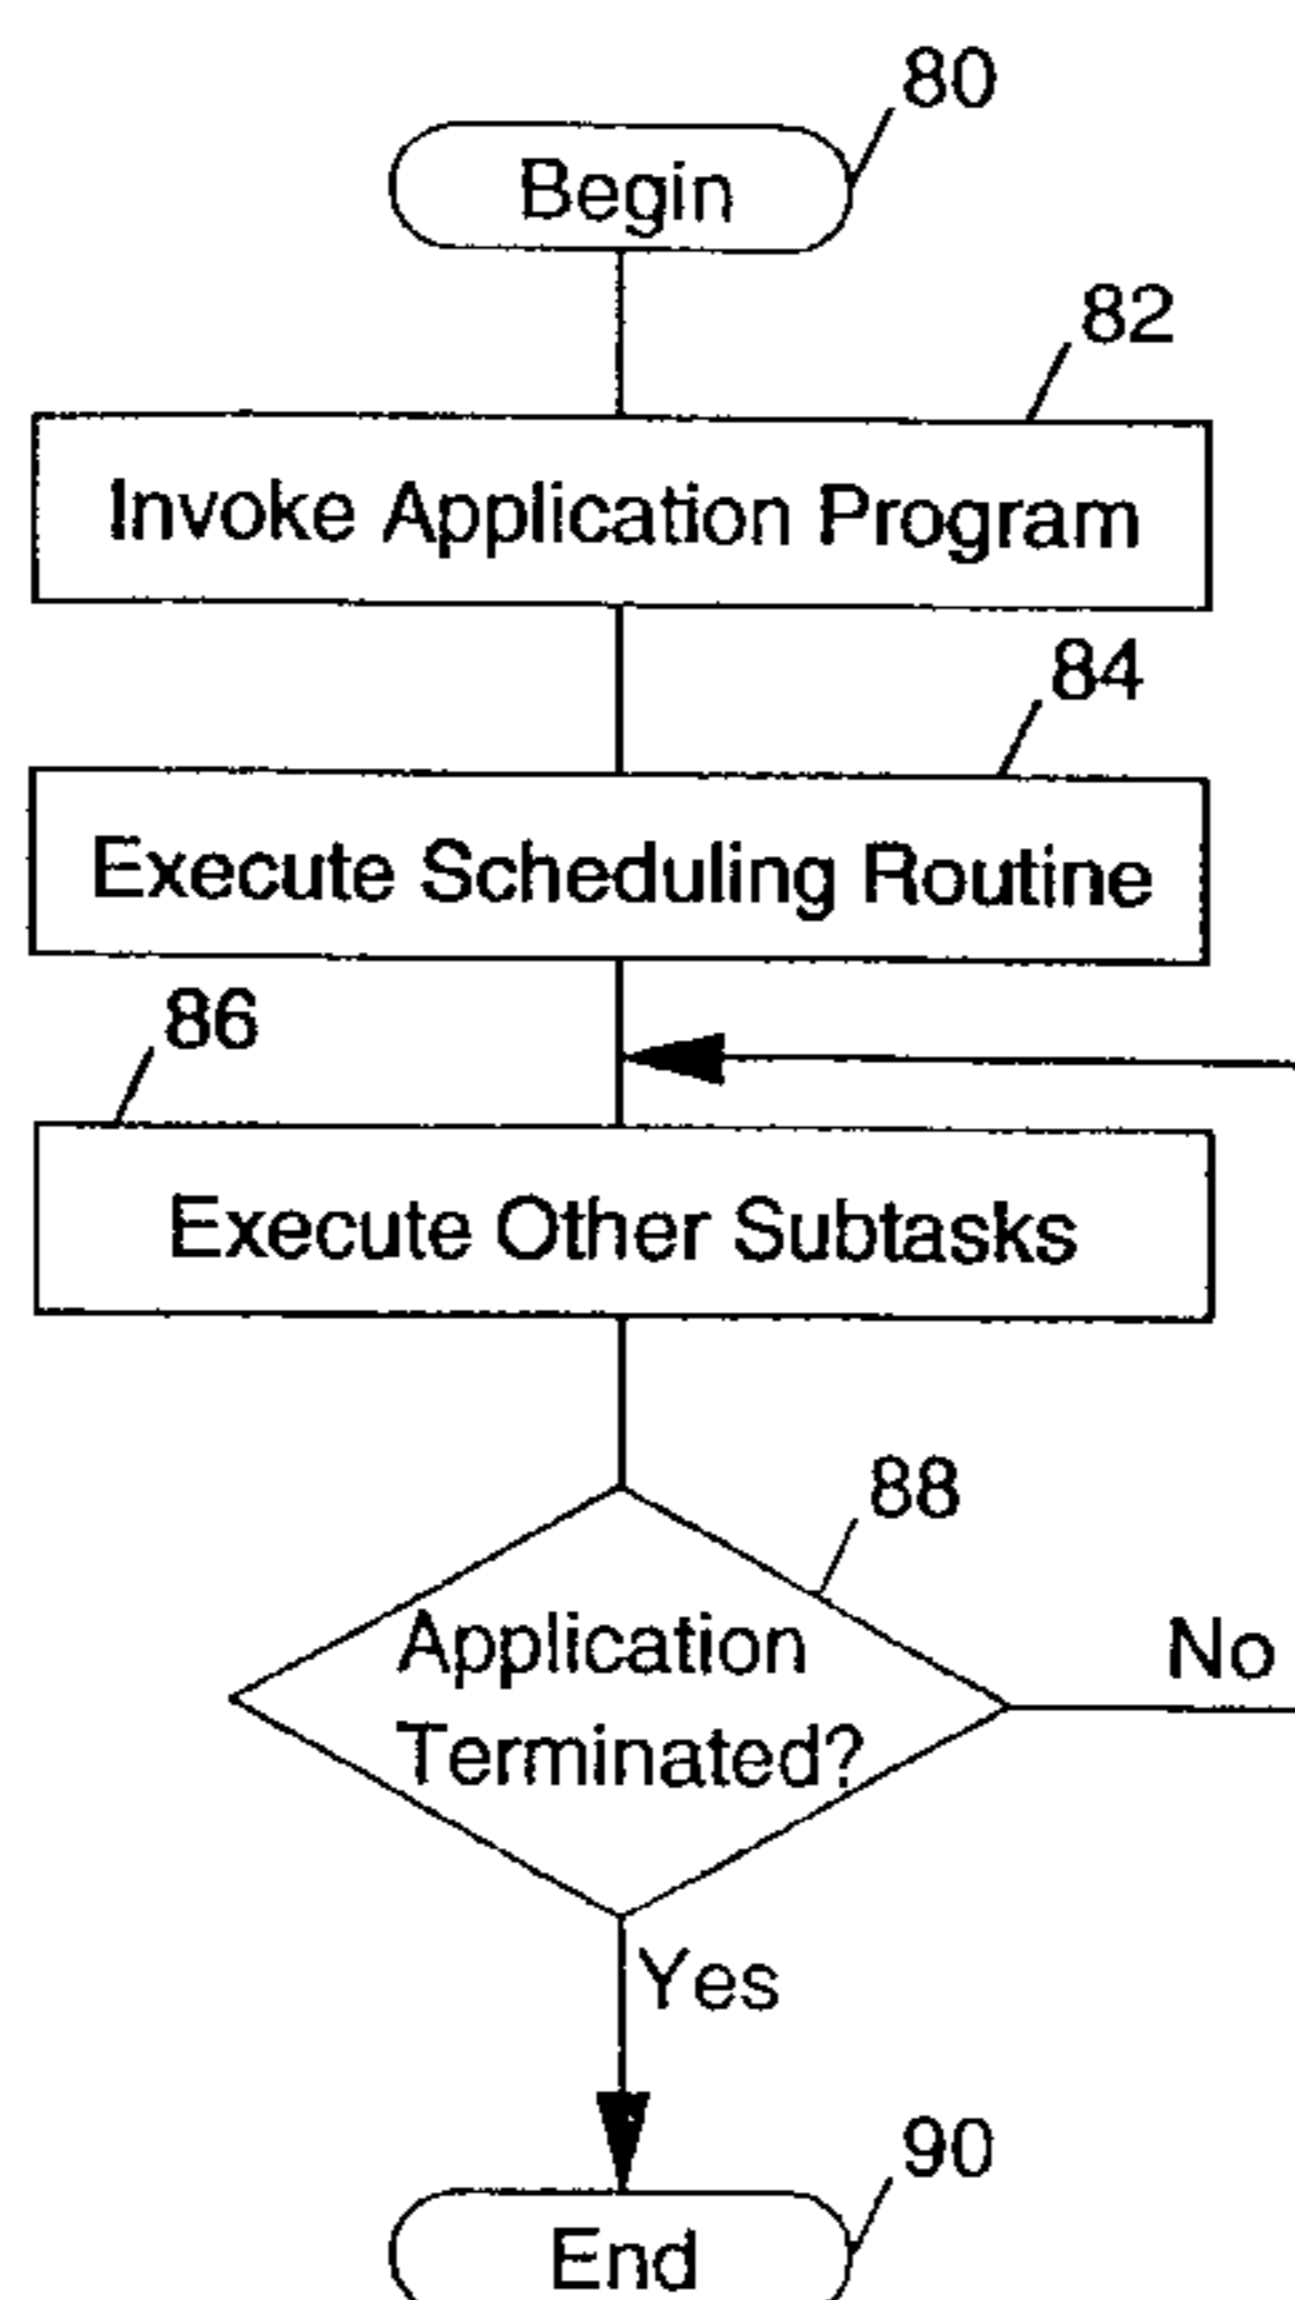 80
Begin
82
Invoke Application Program
84
Execute Scheduling Routine
86
Execute Other Subtasks
88
Application
Terminated?
No
Yes
90
End